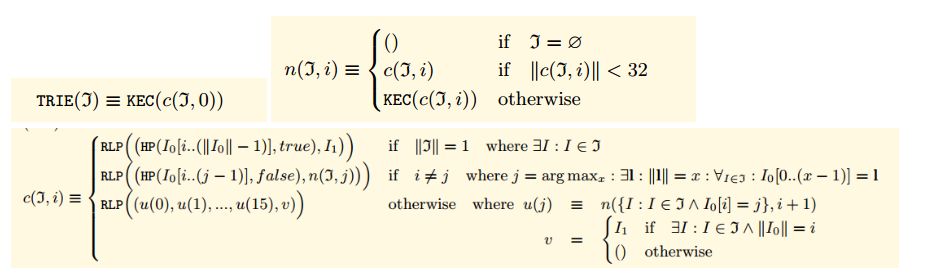 n(ℑ, i) ≡ { () if ℑ = ∅
c(ℑ, i) if ‖c(ℑ, i)‖ < 32
KEC(c(ℑ, i)) otherwise
TRIE(ℑ) ≡ KEC(c(ℑ, 0))
c(ℑ, i) ≡ { RLP((HP(I₀[i..(‖I₀‖ − 1)], true), I₁)) if ‖ℑ‖ = 1 where ∃I : I ∈ ℑ
RLP((HP(I₀[i..(j − 1)], false), n(ℑ, j))) if i ≠ j where j = arg maxₓ : ∃l : ‖l‖ = x : ∀_{I∈ℑ} : I₀[0..(x − 1)] = l
RLP((u(0), u(1), ..., u(15), v)) otherwise where u(j) ≡ n({I : I ∈ ℑ ∧ I₀[i] = j}, i + 1)
v = { I₁ if ∃I : I ∈ ℑ ∧ ‖I₀‖ = i
() otherwise